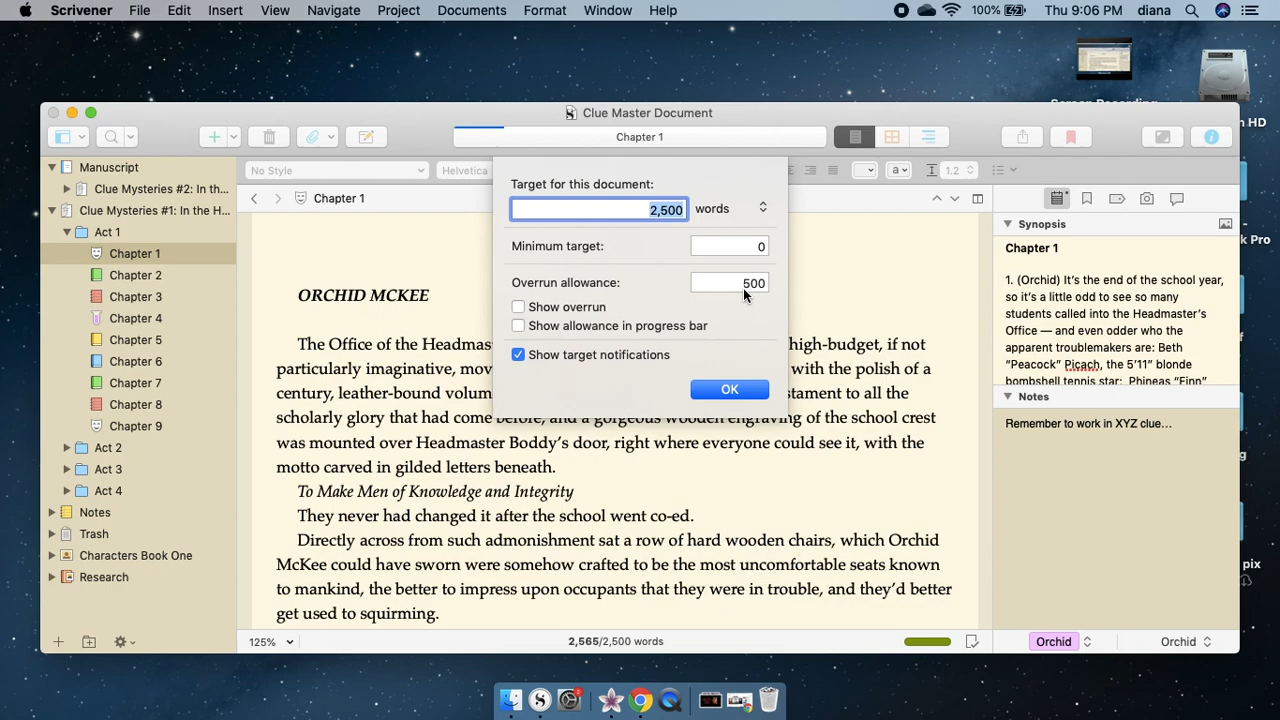 Scrivener File Edit Insert View Navigate Project Documents Format Window Help 100% Thu 9:06 PM diana
Clue Master Document
Chapter 1
No Style Helvetica a 1.2
Chapter 1
Manuscript
Clue Mysteries #2: In th...
Clue Mysteries #1: In the H...
Act 1
Chapter 1
Chapter 2
Chapter 3
Chapter 4
Chapter 5
Chapter 6
Chapter 7
Chapter 8
Chapter 9
Act 2
Act 3
Act 4
Notes
Trash
Characters Book One
Research
Target for this document:
2,500 words
Minimum target: 0
Overrun allowance: 500
Show overrun
Show allowance in progress bar
Show target notifications
OK
ORCHID MCKEE
The Office of the Headmas high-budget, if not
particularly imaginative, mov with the polish of a
century, leather-bound volum stament to all the
scholarly glory that had come before, and a gorgeous wooden engraving of the school crest
was mounted over Headmaster Boddy's door, right where everyone could see it, with the
motto carved in gilded letters beneath.
To Make Men of Knowledge and Integrity
They never had changed it after the school went co-ed.
Directly across from such admonishment sat a row of hard wooden chairs, which Orchid
McKee could have sworn were somehow crafted to be the most uncomfortable seats known
to mankind, the better to impress upon occupants that they were in trouble, and they'd better
get used to squirming.
125% 2,565/2,500 words
Synopsis
Chapter 1
1. (Orchid) It's the end of the school year,
so it's a little odd to see so many
students called into the Headmaster's
Office — and even odder who the
apparent troublemakers are: Beth
"Peacock" Picach, the 5'11" blonde
bombshell tennis star; Phineas "Finn"
Notes
Remember to work in XYZ clue...
Orchid Orchid
n HD
pix